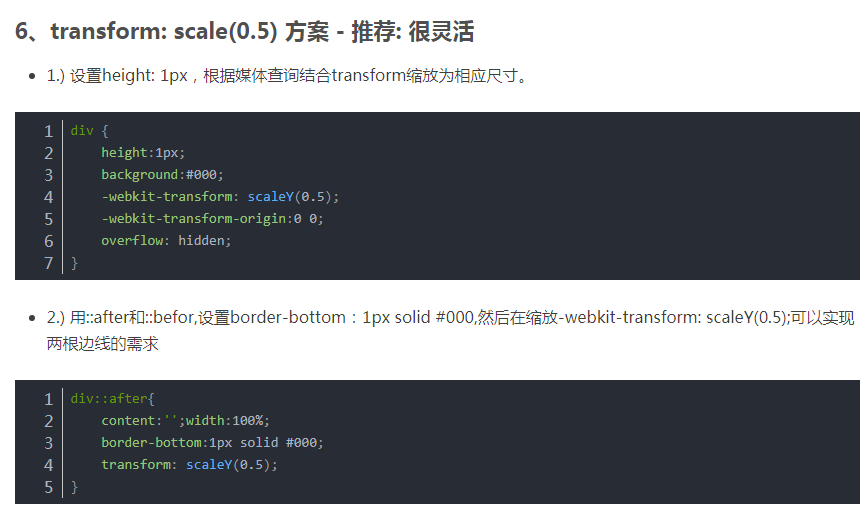 6、transform: scale(0.5) 方案 - 推荐: 很灵活
1.) 设置height: 1px，根据媒体查询结合transform缩放为相应尺寸。
1 div {
2 height:1px;
3 background:#000;
4 -webkit-transform: scaleY(0.5);
5 -webkit-transform-origin:0 0;
6 overflow: hidden;
7 }
2.) 用::after和::befor,设置border-bottom：1px solid #000,然后在缩放-webkit-transform: scaleY(0.5);可以实现
两根边线的需求
1 div::after{
2 content:'';width:100%;
3 border-bottom:1px solid #000;
4 transform: scaleY(0.5);
5 }